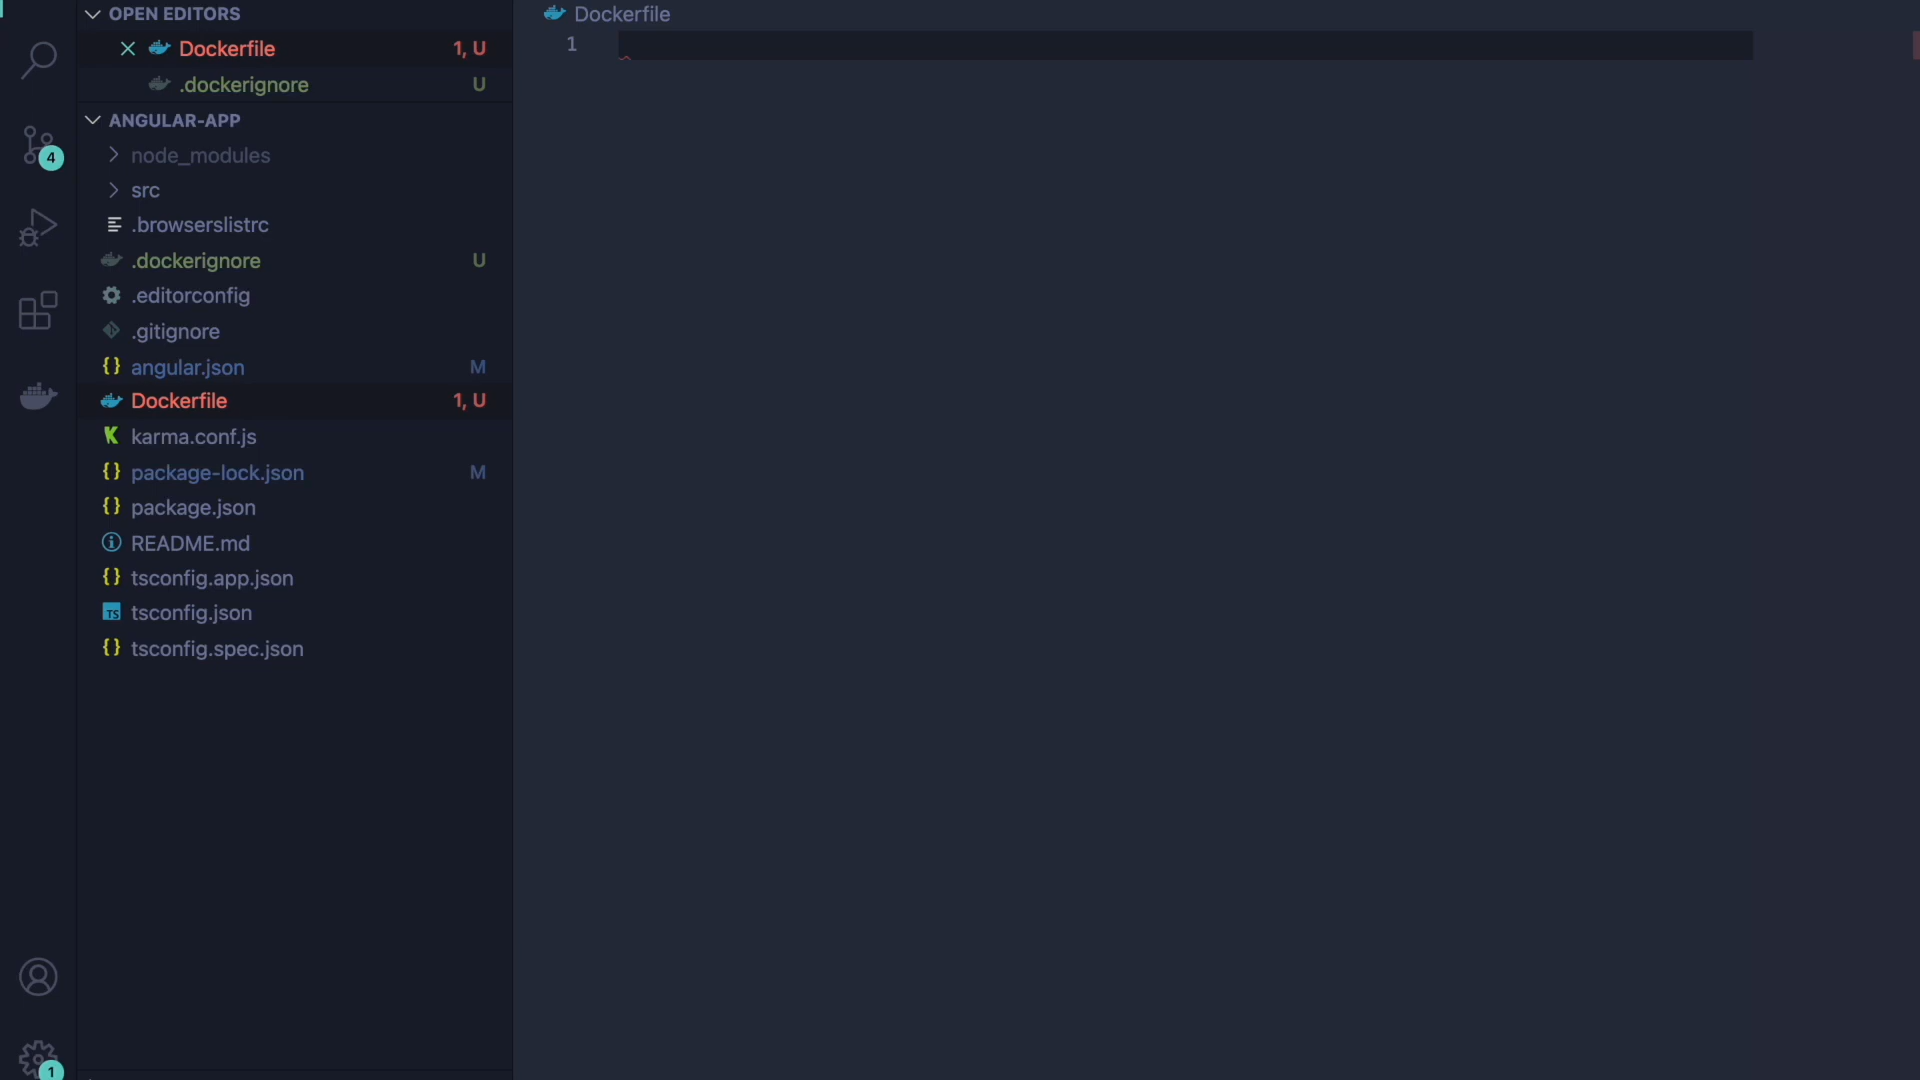 OPEN EDITORS
Dockerfile 1, U
.dockerignore U
ANGULAR-APP
node_modules
src
.browserslistrc
.dockerignore U
.editorconfig
.gitignore
{} angular.json M
Dockerfile 1, U
karma.conf.js
{} package-lock.json M
{} package.json
README.md
{} tsconfig.app.json
TS tsconfig.json
{} tsconfig.spec.json
4
1
Dockerfile
1